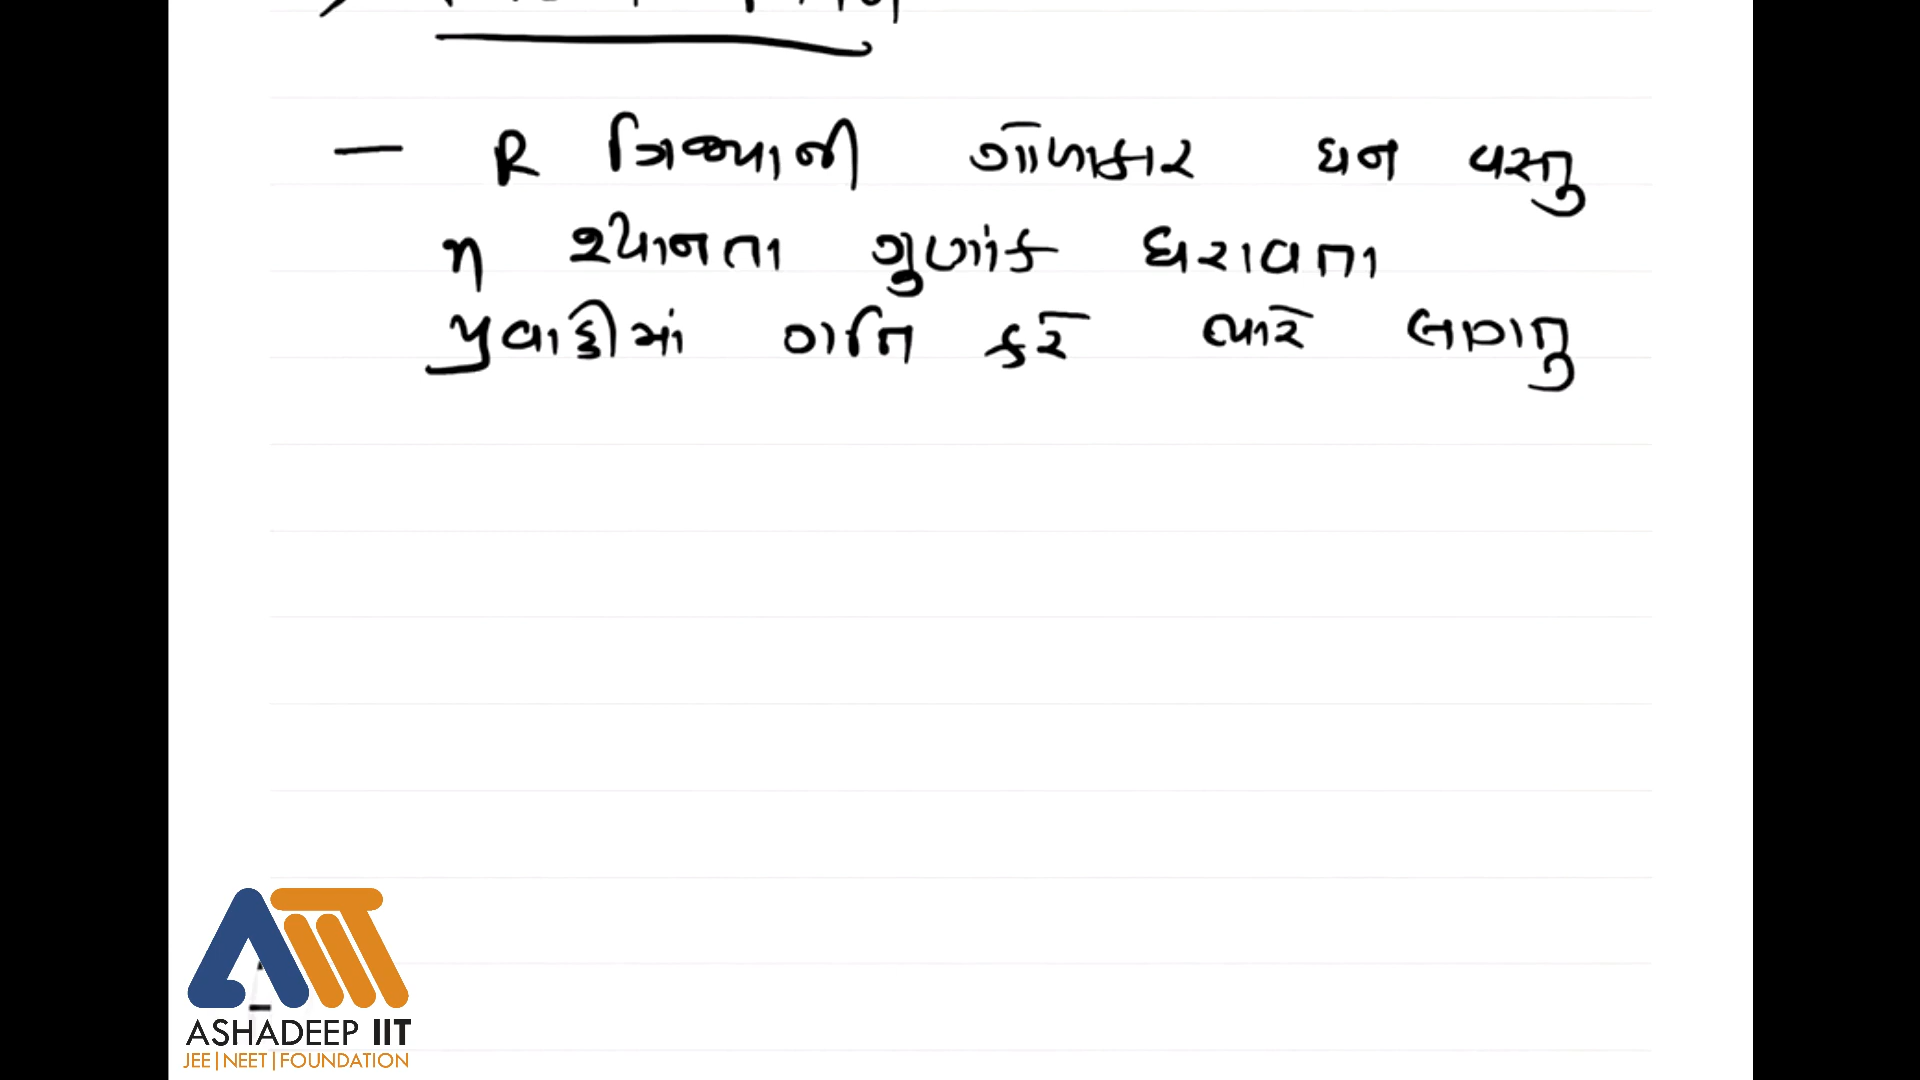 - R ત્રિજ્યાની ગોળાકાર ઘન વસ્તુ
η શ્યાનતા ગુણાંક ધરાવતા
પ્રવાહીમાં ગતિ કરે ત્યારે લાગતુ
ASHADEEP IIT
JEE|NEET|FOUNDATION